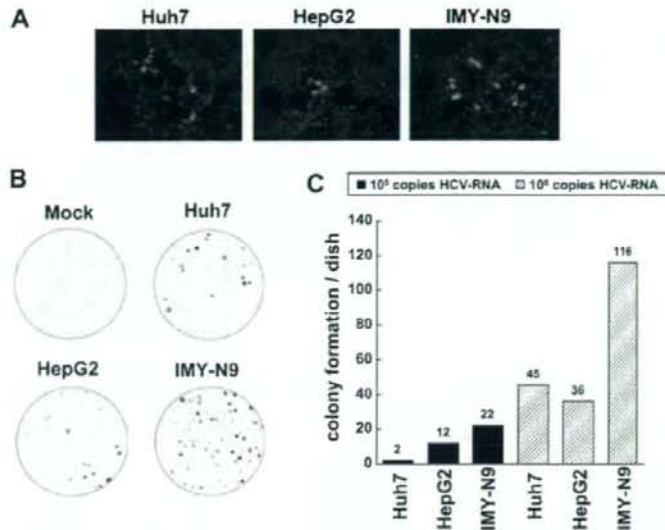 A
Huh7
HepG2
IMY-N9
B
Mock
Huh7
HepG2
IMY-N9
C
copies HCV-RNA
copies HCV-RNA
colony formation / dish
140
120
100
80
60
40
20
0
2
12
22
45
36
116
Huh7
HepG2
IMY-N9
Huh7
HepG2
IMY-N9